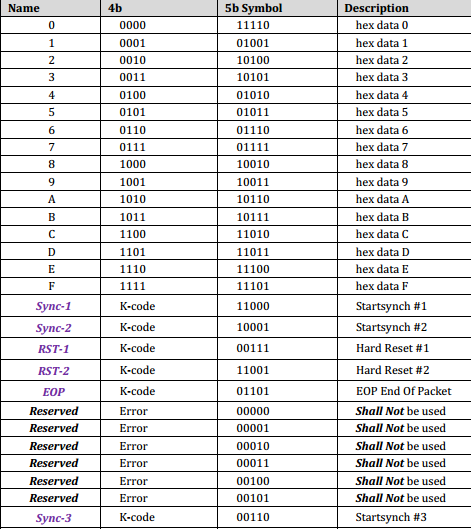 Name 4b 5b Symbol Description
0 0000 11110 hex data 0
1 0001 01001 hex data 1
2 0010 10100 hex data 2
3 0011 10101 hex data 3
4 0100 01010 hex data 4
5 0101 01011 hex data 5
6 0110 01110 hex data 6
7 0111 01111 hex data 7
8 1000 10010 hex data 8
9 1001 10011 hex data 9
A 1010 10110 hex data A
B 1011 10111 hex data B
C 1100 11010 hex data C
D 1101 11011 hex data D
E 1110 11100 hex data E
F 1111 11101 hex data F
Sync-1 K-code 11000 Startsynch #1
Sync-2 K-code 10001 Startsynch #2
RST-1 K-code 00111 Hard Reset #1
RST-2 K-code 11001 Hard Reset #2
EOP K-code 01101 EOP End Of Packet
Reserved Error 00000 Shall Not be used
Reserved Error 00001 Shall Not be used
Reserved Error 00010 Shall Not be used
Reserved Error 00011 Shall Not be used
Reserved Error 00100 Shall Not be used
Reserved Error 00101 Shall Not be used
Sync-3 K-code 00110 Startsynch #3